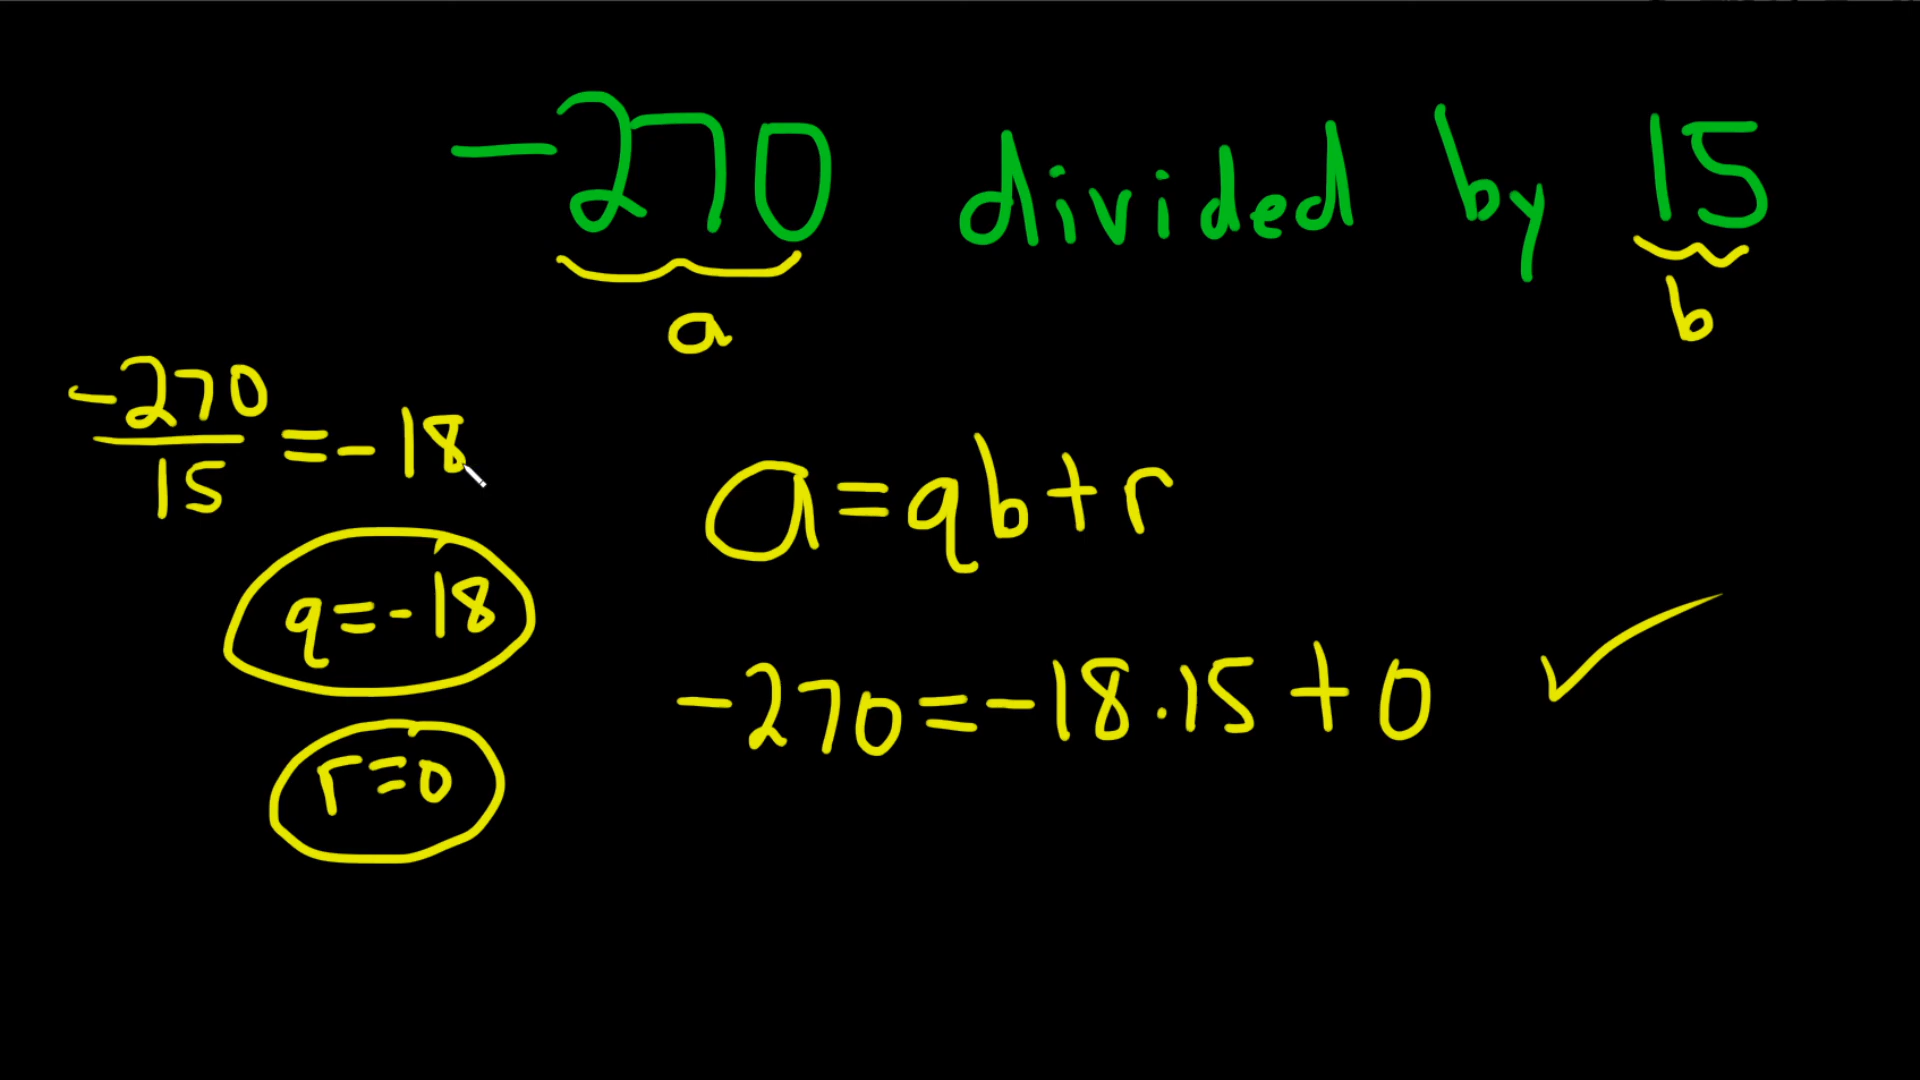 -270 divided by 15
a
b
-270
15
=-18
a=qb+r
q=-18
-270=-18·15+0
r=0